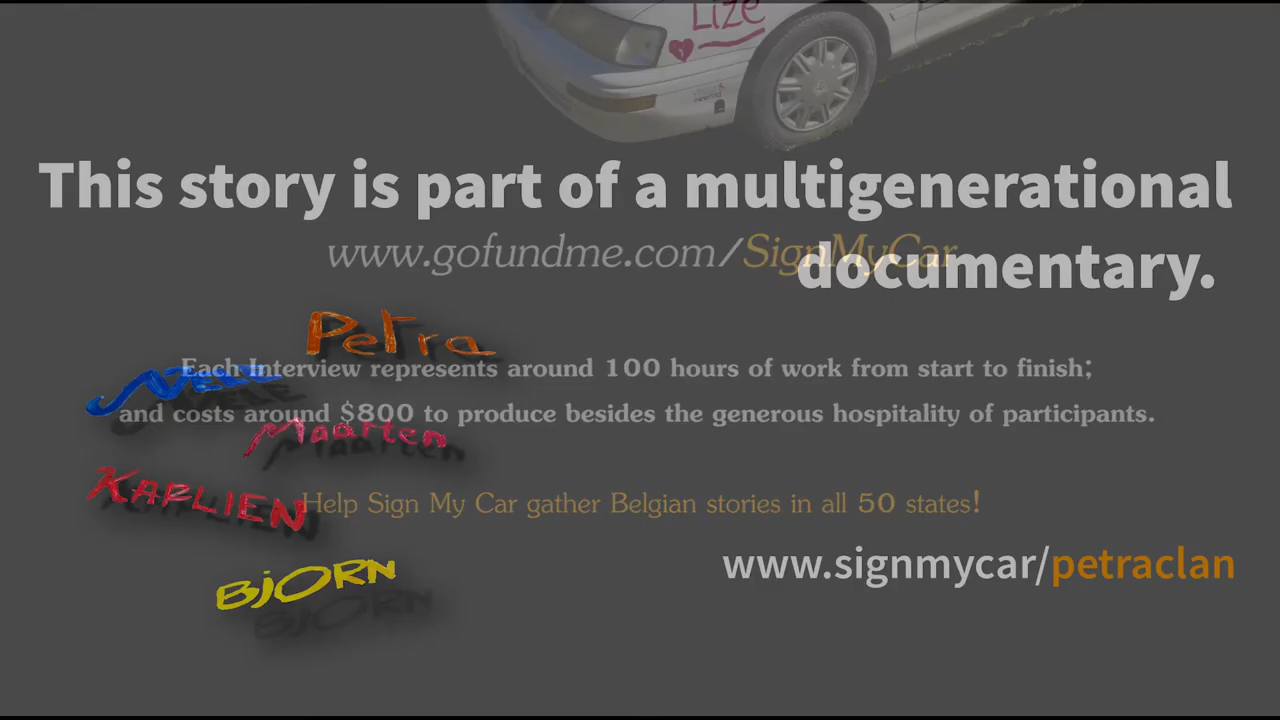 Lize
This story is part of a multigenerational
documentary.
www.gofundme.com/SignMyCar
Petra
Each Interview represents around 100 hours of work from start to finish;
NELE
and costs around $800 to produce besides the generous hospitality of participants.
Maarten
KARLIEN
Help Sign My Car gather Belgian stories in all 50 states!
www.signmycar/petraclan
BJORN